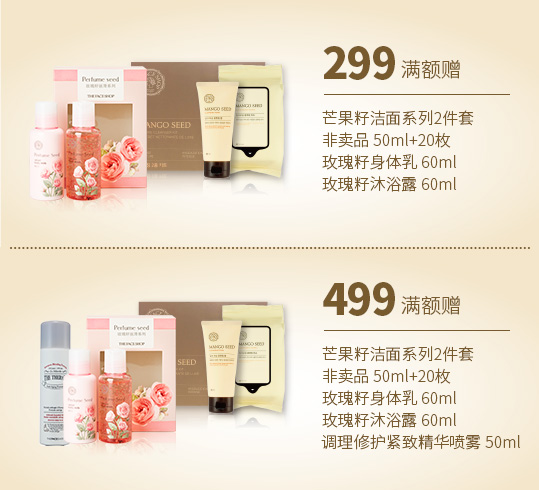 299 满额赠
芒果籽洁面系列2件套
非卖品 50ml+20枚
玫瑰籽身体乳 60ml
玫瑰籽沐浴露 60ml
Perfume seed
THE FACE SHOP
MANGO SEED
MANGO SEED
499 满额赠
芒果籽洁面系列2件套
非卖品 50ml+20枚
玫瑰籽身体乳 60ml
玫瑰籽沐浴露 60ml
调理修护紧致精华喷雾 50ml
Perfume seed
THE FACE SHOP
MANGO SEED
MANGO SEED